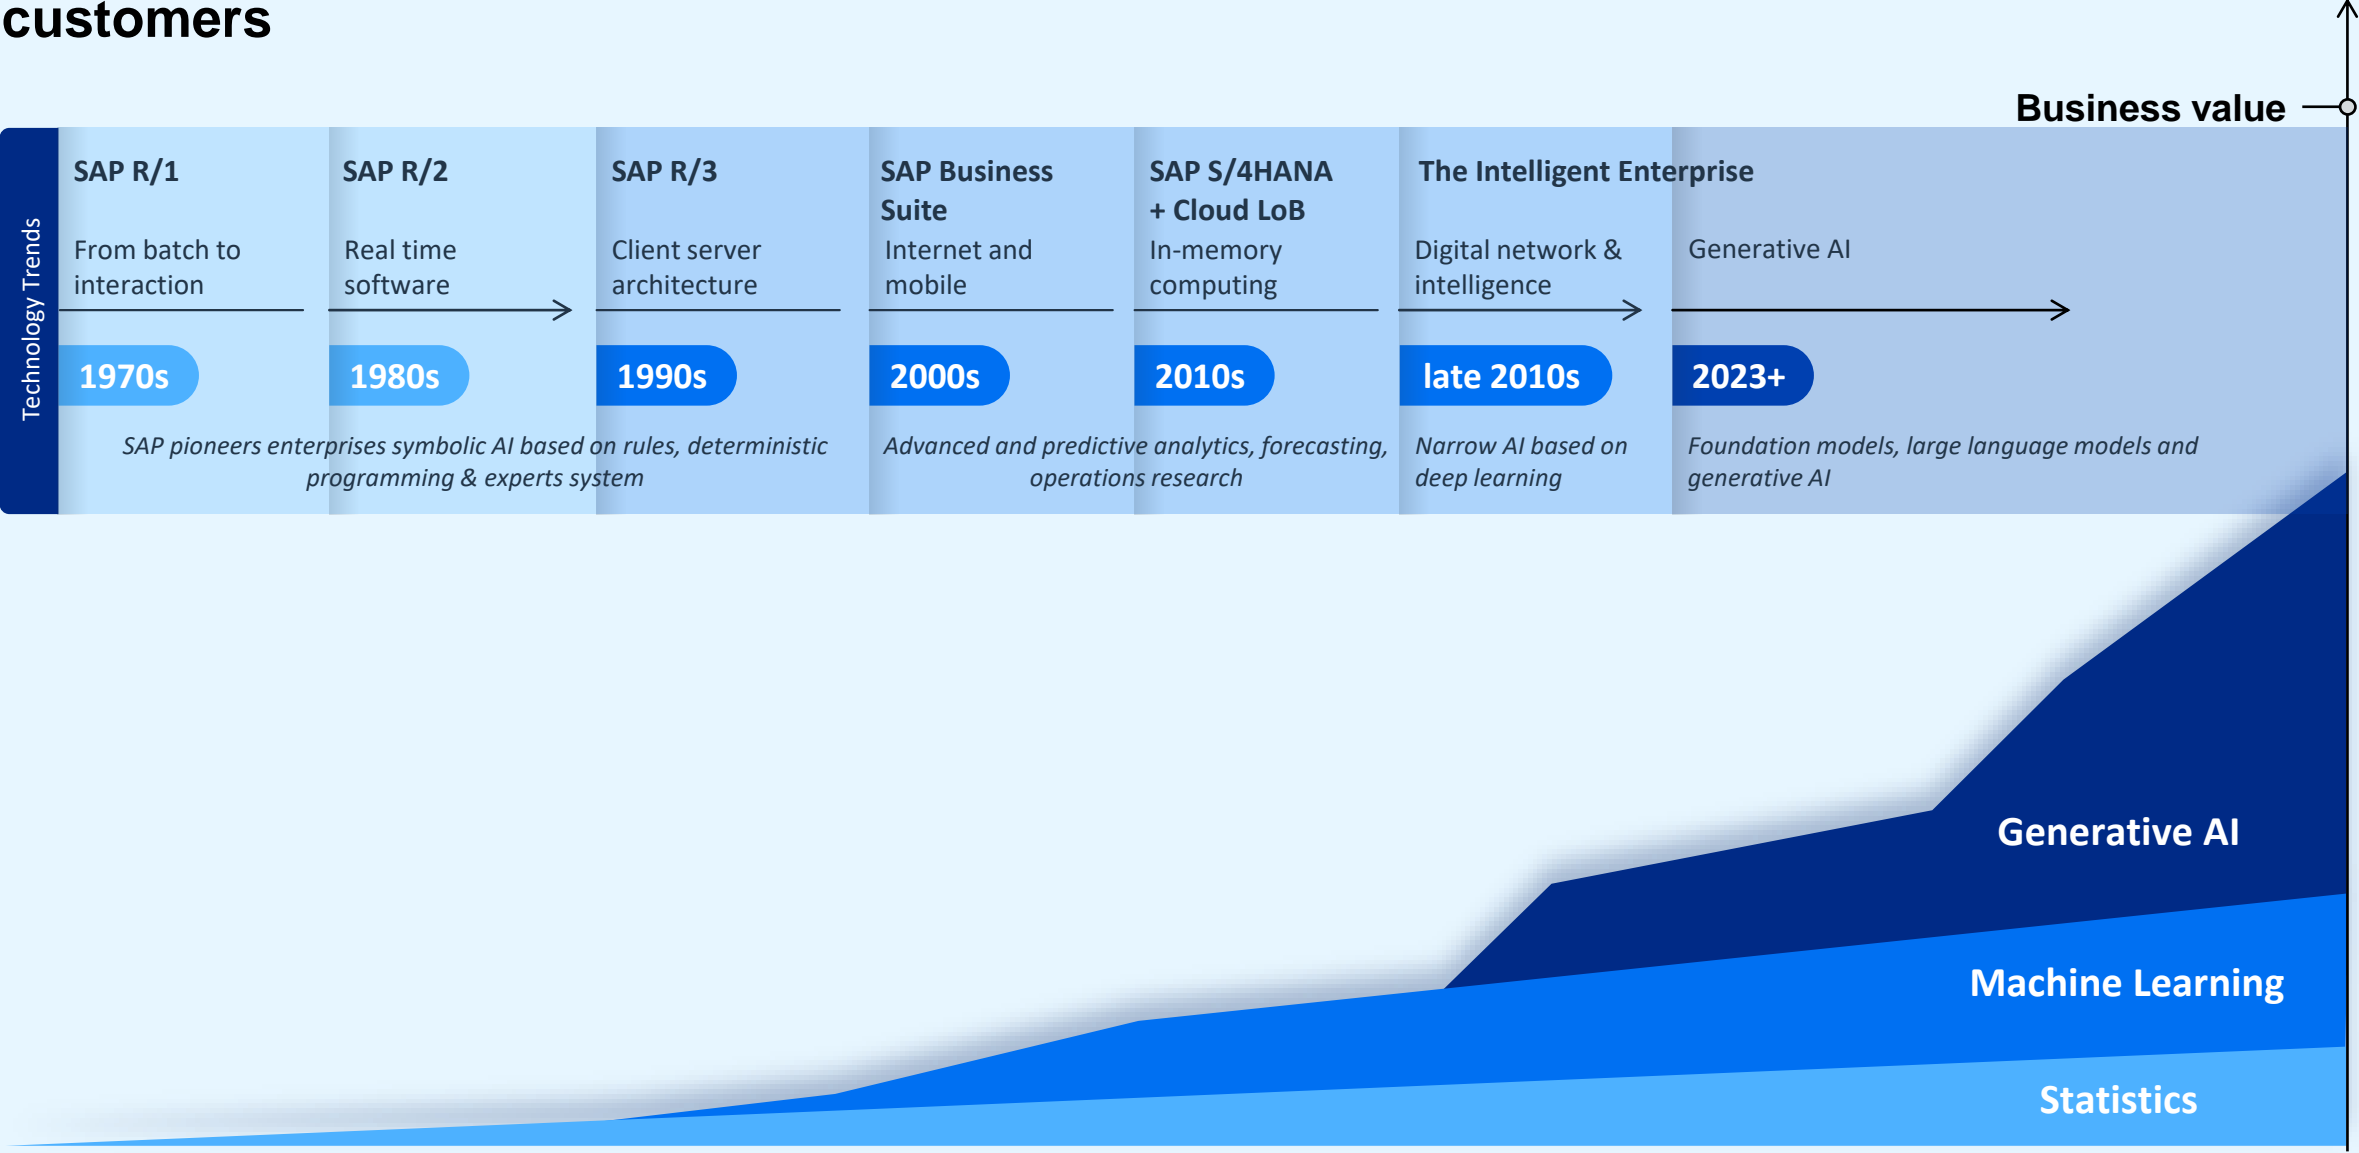 customers
Business value
Technology Trends
SAP R/1
From batch to
interaction
1970s
SAP R/2
Real time
software
1980s
SAP R/3
Client server
architecture
1990s
SAP pioneers enterprises symbolic AI based on rules, deterministic
programming & experts system
SAP Business
Suite
Internet and
mobile
2000s
SAP S/4HANA
+ Cloud LoB
In-memory
computing
2010s
Advanced and predictive analytics, forecasting,
operations research
The Intelligent Enterprise
Digital network &
intelligence
late 2010s
Narrow AI based on
deep learning
Generative AI
2023+
Foundation models, large language models and
generative AI
Generative AI
Machine Learning
Statistics